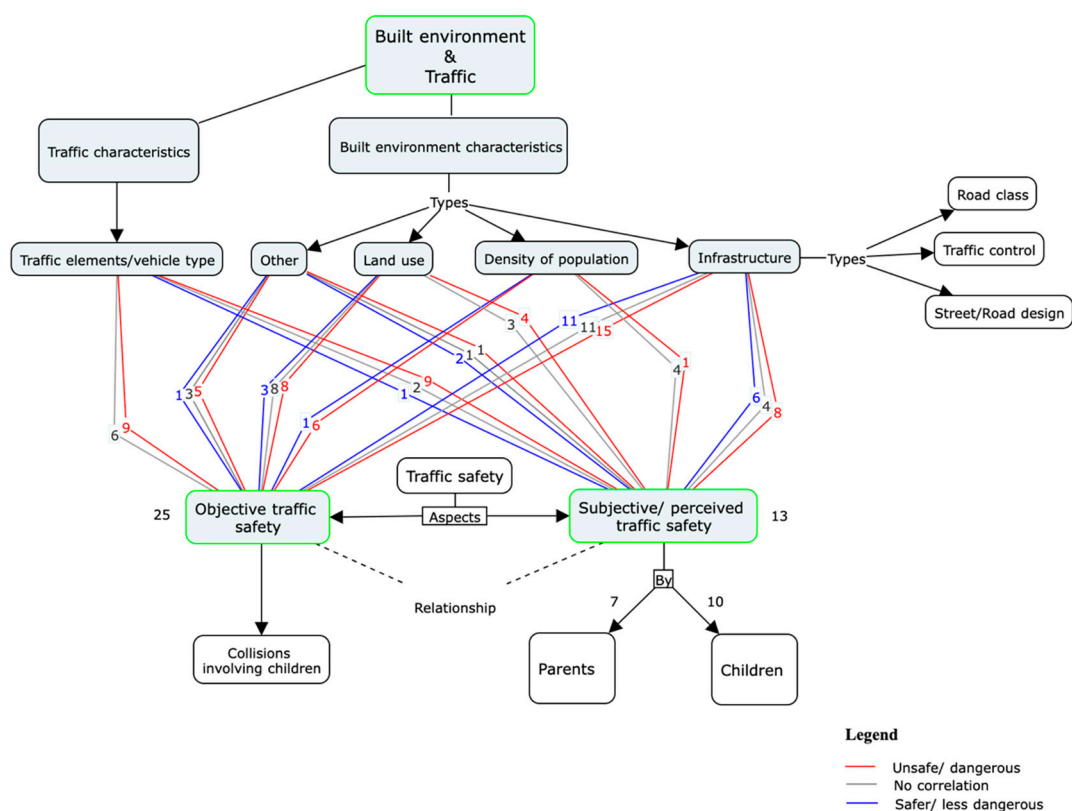 Built environment
&
Traffic
Traffic characteristics
Built environment characteristics
Types
Road class
Traffic elements/vehicle type
Other
Land use
Density of population
Infrastructure
Types
Traffic control
Street/Road design
11
4
3
11
15
2
1
1
1
4
9
2
1
1
3
5
3
8
8
6
4
8
1
6
6
9
Traffic safety
25
Objective traffic
safety
Aspects
Subjective/ perceived
traffic safety
13
Relationship
By
7
10
Collisions
involving children
Parents
Children
Legend
Unsafe/ dangerous
No correlation
Safer/ less dangerous